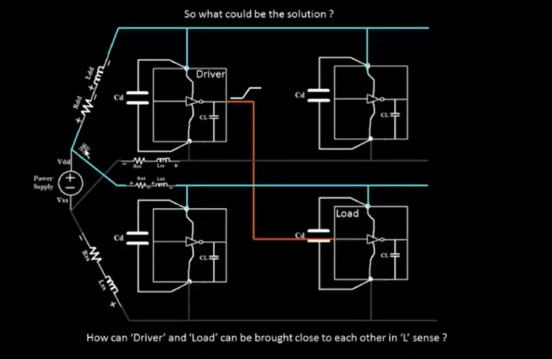 So what could be the solution ?
Ldd
Rdd
Driver
Cd
CL
Cd
CL
Vdd
Rss
Lss
Power
Supply
Rdd
Ldd
Vss
Load
Cd
CL
Cd
CL
Rss
Lss
How can 'Driver' and 'Load' can be brought close to each other in 'L' sense ?